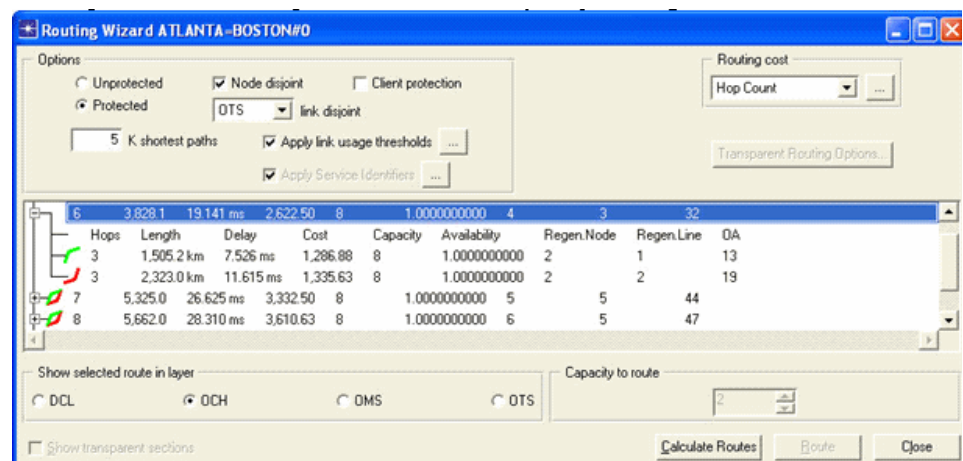 Routing Wizard ATLANTA-BOSTON#0
Options
Unprotected Node disjoint Client protection
Protected OTS link disjoint
5 K shortest paths Apply link usage thresholds ...
Apply Service Identifiers ...
Routing cost
Hop Count ...
Transparent Routing Options...
6 3,828.1 19.141 ms 2,622.50 8 1.0000000000 4 3 32
Hops Length Delay Cost Capacity Availability Regen.Node Regen.Line OA
3 1,505.2 km 7.526 ms 1,286.88 8 1.0000000000 2 1 13
3 2,323.0 km 11.615 ms 1,335.63 8 1.0000000000 2 2 19
7 5,325.0 26.625 ms 3,332.50 8 1.0000000000 5 5 44
8 5,662.0 28.310 ms 3,610.63 8 1.0000000000 6 5 47
Show selected route in layer
DCL OCH OMS OTS
Capacity to route
2
Show transparent sections
Calculate Routes Route Close